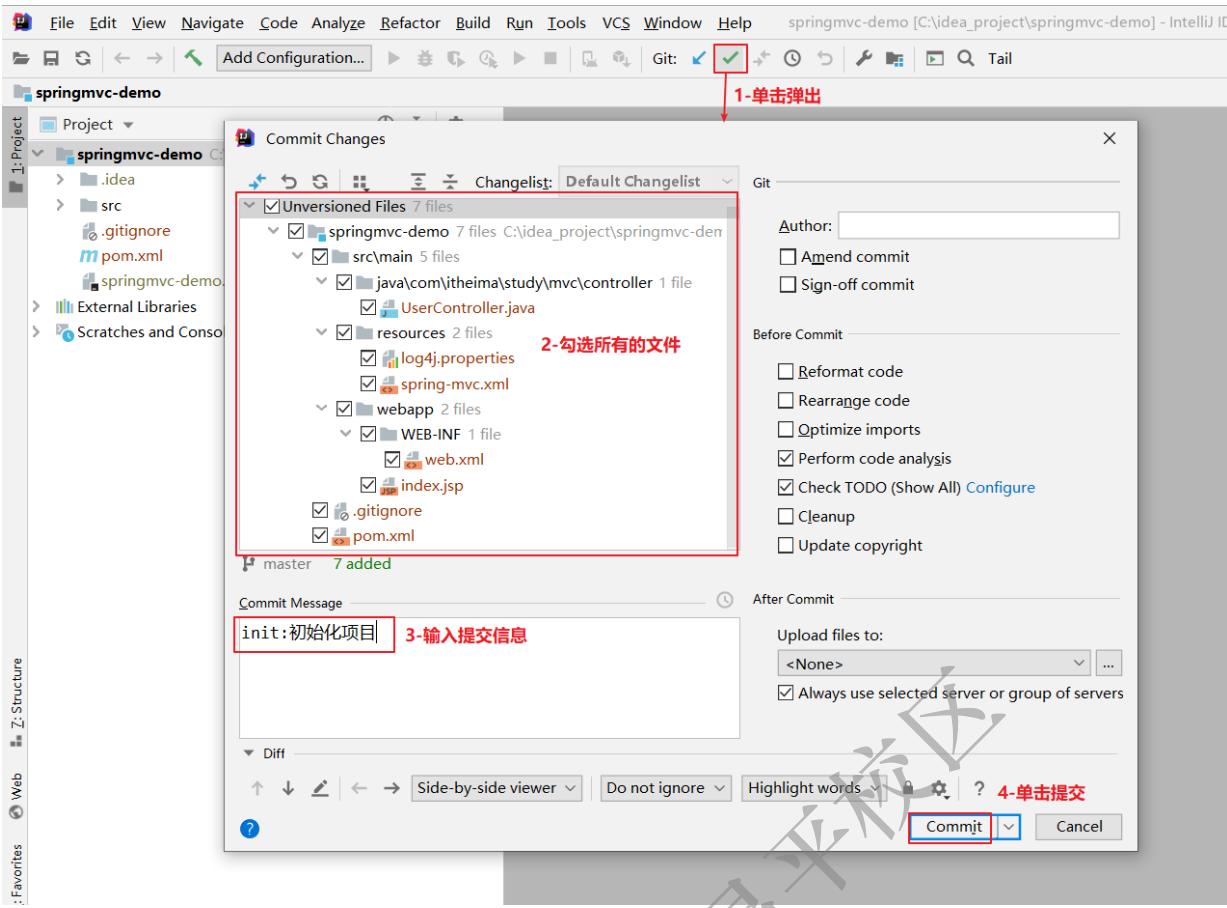 File Edit View Navigate Code Analyze Refactor Build Run Tools VCS Window Help springmvc-demo [C:\idea_project\springmvc-demo] - IntelliJ ID
Add Configuration... Git: Tail
1-单击弹出
springmvc-demo
1: Project
Project
springmvc-demo C:
.idea
src
.gitignore
pom.xml
springmvc-demo.
External Libraries
Scratches and Conso
Commit Changes
Changelist: Default Changelist
Unversioned Files 7 files
springmvc-demo 7 files C:\idea_project\springmvc-dem
src\main 5 files
java\com\itheima\study\mvc\controller 1 file
UserController.java
resources 2 files
2-勾选所有的文件
log4j.properties
spring-mvc.xml
webapp 2 files
WEB-INF 1 file
web.xml
index.jsp
.gitignore
pom.xml
master 7 added
Commit Message
init:初始化项目
3-输入提交信息
Git
Author:
Amend commit
Sign-off commit
Before Commit
Reformat code
Rearrange code
Optimize imports
Perform code analysis
Check TODO (Show All) Configure
Cleanup
Update copyright
After Commit
Upload files to:
<None>
...
Always use selected server or group of servers
Diff
Side-by-side viewer Do not ignore Highlight words ?
4-单击提交
? Commit Cancel
Z: Structure
Web
: Favorites
平校区